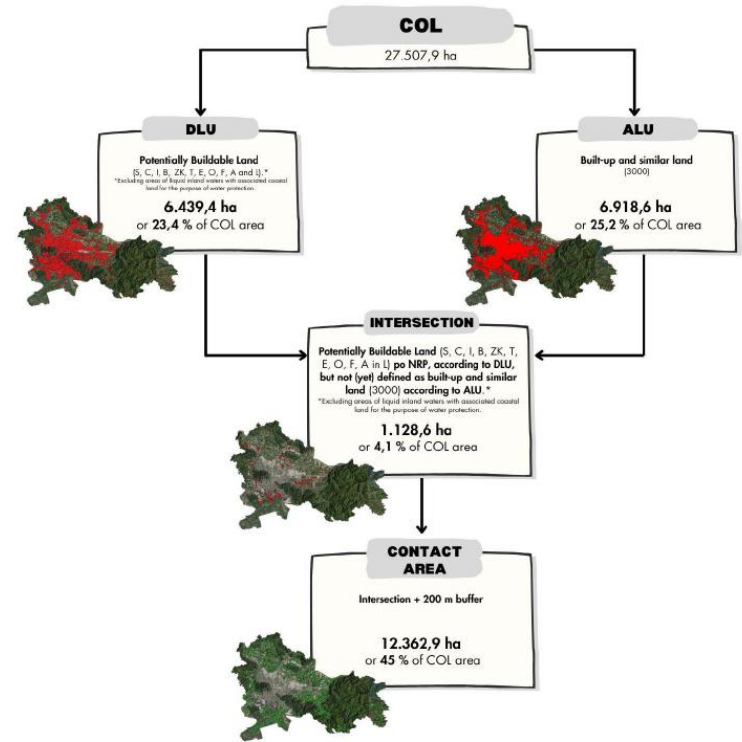 COL
27.507,9 ha
DLU
Potentially Buildable Land
(S, C, I, B, ZK, T, E, O, F, A and L).*
*Excluding areas of liquid inland waters with associated coastal
land for the purpose of water protection.
6.439,4 ha
or 23,4 % of COL area
ALU
Built-up and similar land
(3000)
6.918,6 ha
or 25,2 % of COL area
INTERSECTION
Potentially Buildable Land (S, C, I, B, ZK, T,
E, O, F, A in L) po NRP, according to DLU,
but not (yet) defined as built-up and similar
land (3000) according to ALU.*
*Excluding areas of liquid inland waters with associated coastal
land for the purpose of water protection.
1.128,6 ha
or 4,1 % of COL area
CONTACT
AREA
Intersection + 200 m buffer
12.362,9 ha
or 45 % of COL area